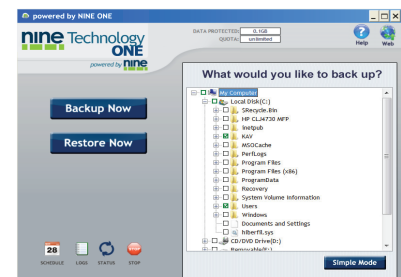 powered by NINE ONE
nine Technology
ONE
powered by nine
DATA PROTECTED: 0.1GB
QUOTA: unlimited
Help
Web
Backup Now
Restore Now
What would you like to back up?
My Computer
Local Disk(C:)
$Recycle.Bin
HP CLJ4730 MFP
Inetpub
KAV
MSOCache
PerfLogs
Program Files
Program Files (x86)
ProgramData
Recovery
System Volume Information
Users
Windows
Documents and Settings
hiberfil.sys
CD/DVD Drive(D:)
Removable(E:)
28
SCHEDULE
LOGS
STATUS
STOP
Simple Mode